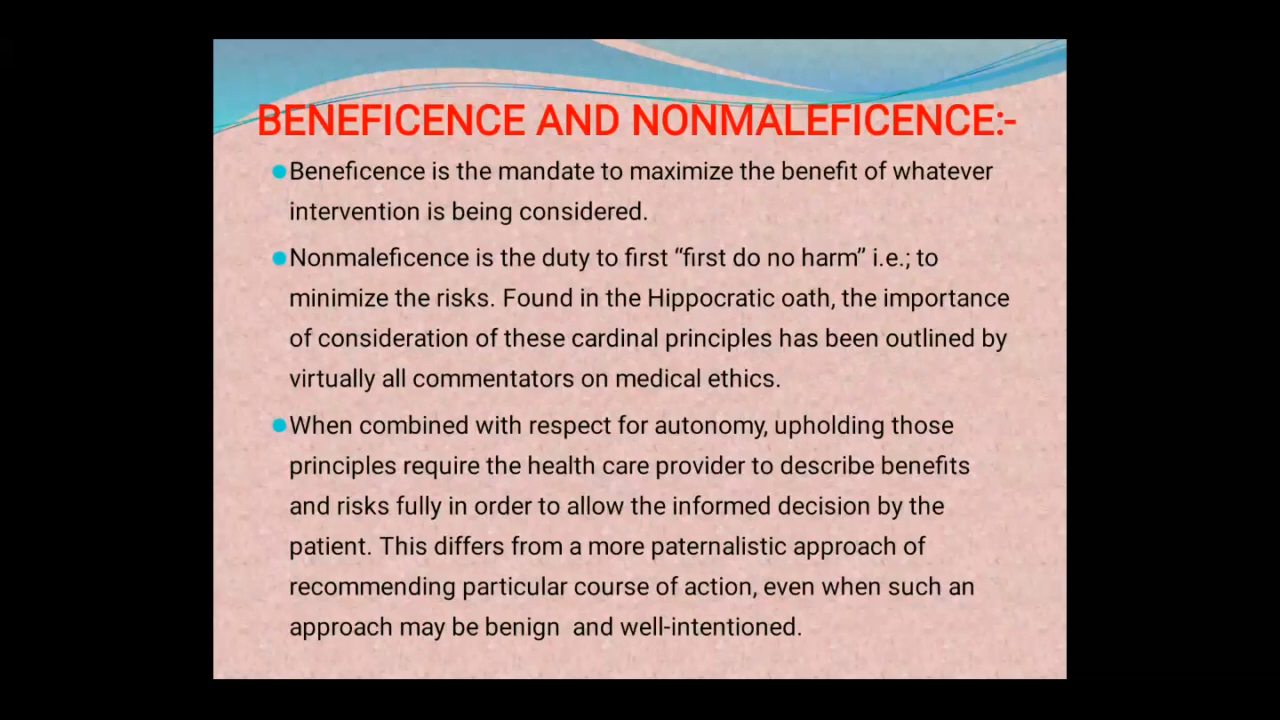 BENEFICENCE AND NONMALEFICENCE:-
●Beneficence is the mandate to maximize the benefit of whatever
intervention is being considered.
●Nonmaleficence is the duty to first “first do no harm” i.e.; to
minimize the risks. Found in the Hippocratic oath, the importance
of consideration of these cardinal principles has been outlined by
virtually all commentators on medical ethics.
●When combined with respect for autonomy, upholding those
principles require the health care provider to describe benefits
and risks fully in order to allow the informed decision by the
patient. This differs from a more paternalistic approach of
recommending particular course of action, even when such an
approach may be benign  and well-intentioned.